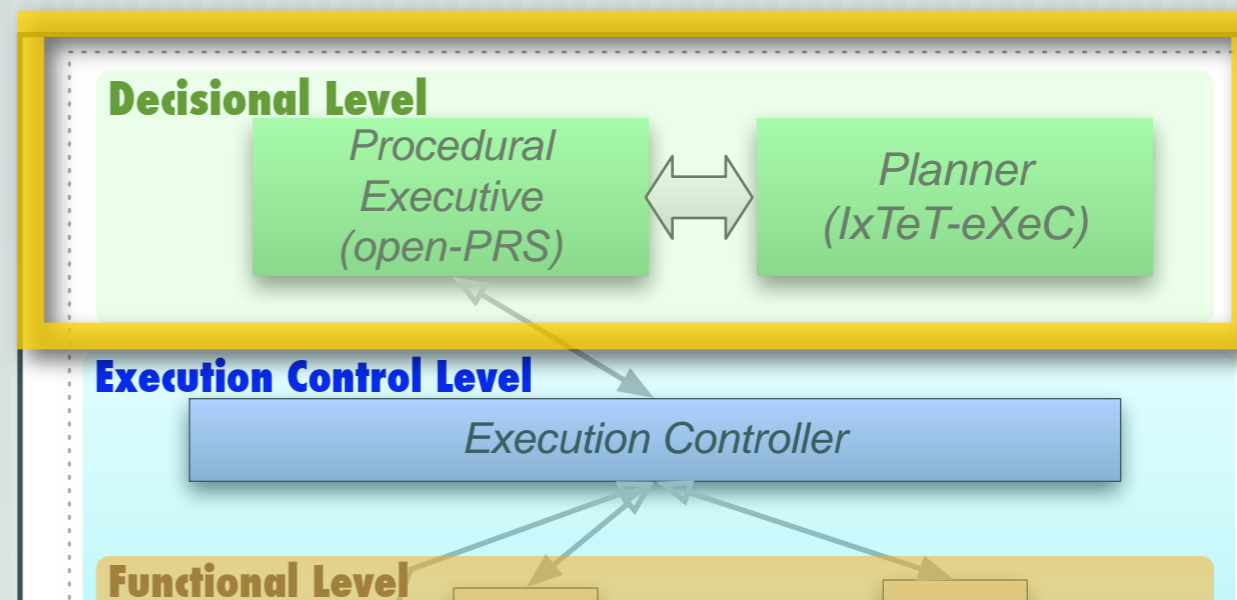 Decisional Level
Procedural
Executive
(open-PRS)
Planner
(IxTeT-eXeC)
Execution Control Level
Execution Controller
Functional Level